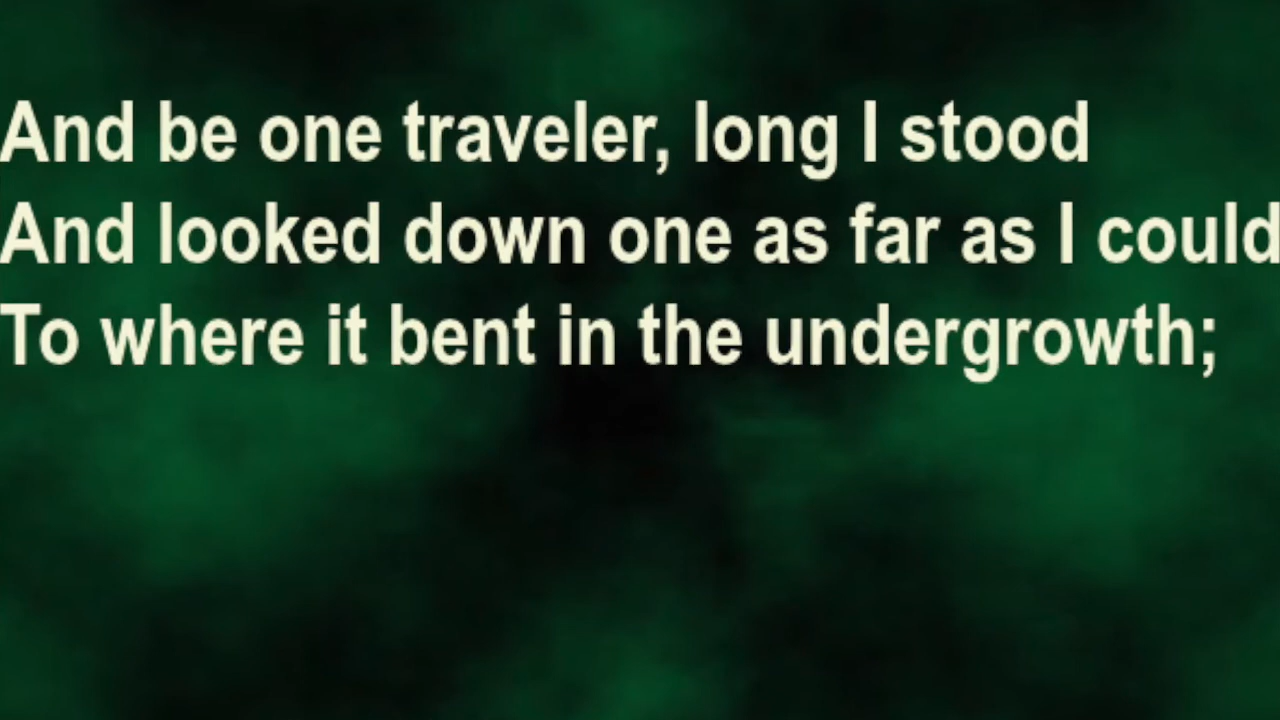 And be one traveler, long I stood
And looked down one as far as I could
To where it bent in the undergrowth;